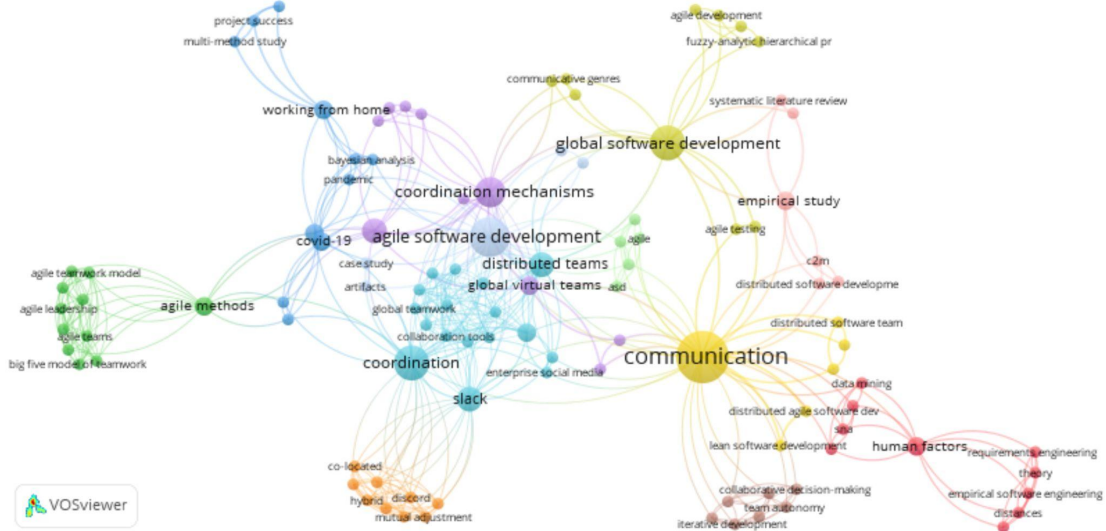 project success
agile development
multi-method study
fuzzy-analytic hierarchical pr
communicative genres
systematic literature review
working from home
global software development
bayesian analysis
pandemic
coordination mechanisms
empirical study
agile testing
covid-19
agile software development
agile
case study
distributed teams
c2m
agile teamwork model
artifacts
global virtual teams
asd
distributed software developme
agile leadership
agile methods
global teamwork
distributed software team
agile teams
collaboration tools
communication
big five model of teamwork
coordination
enterprise social media
data mining
slack
distributed agile software dev
sna
lean software development
human factors
requirements engineering
co-located
theory
hybrid
discord
collaborative decision-making
empirical software engineering
team autonomy
mutual adjustment
distances
iterative development
VOSviewer